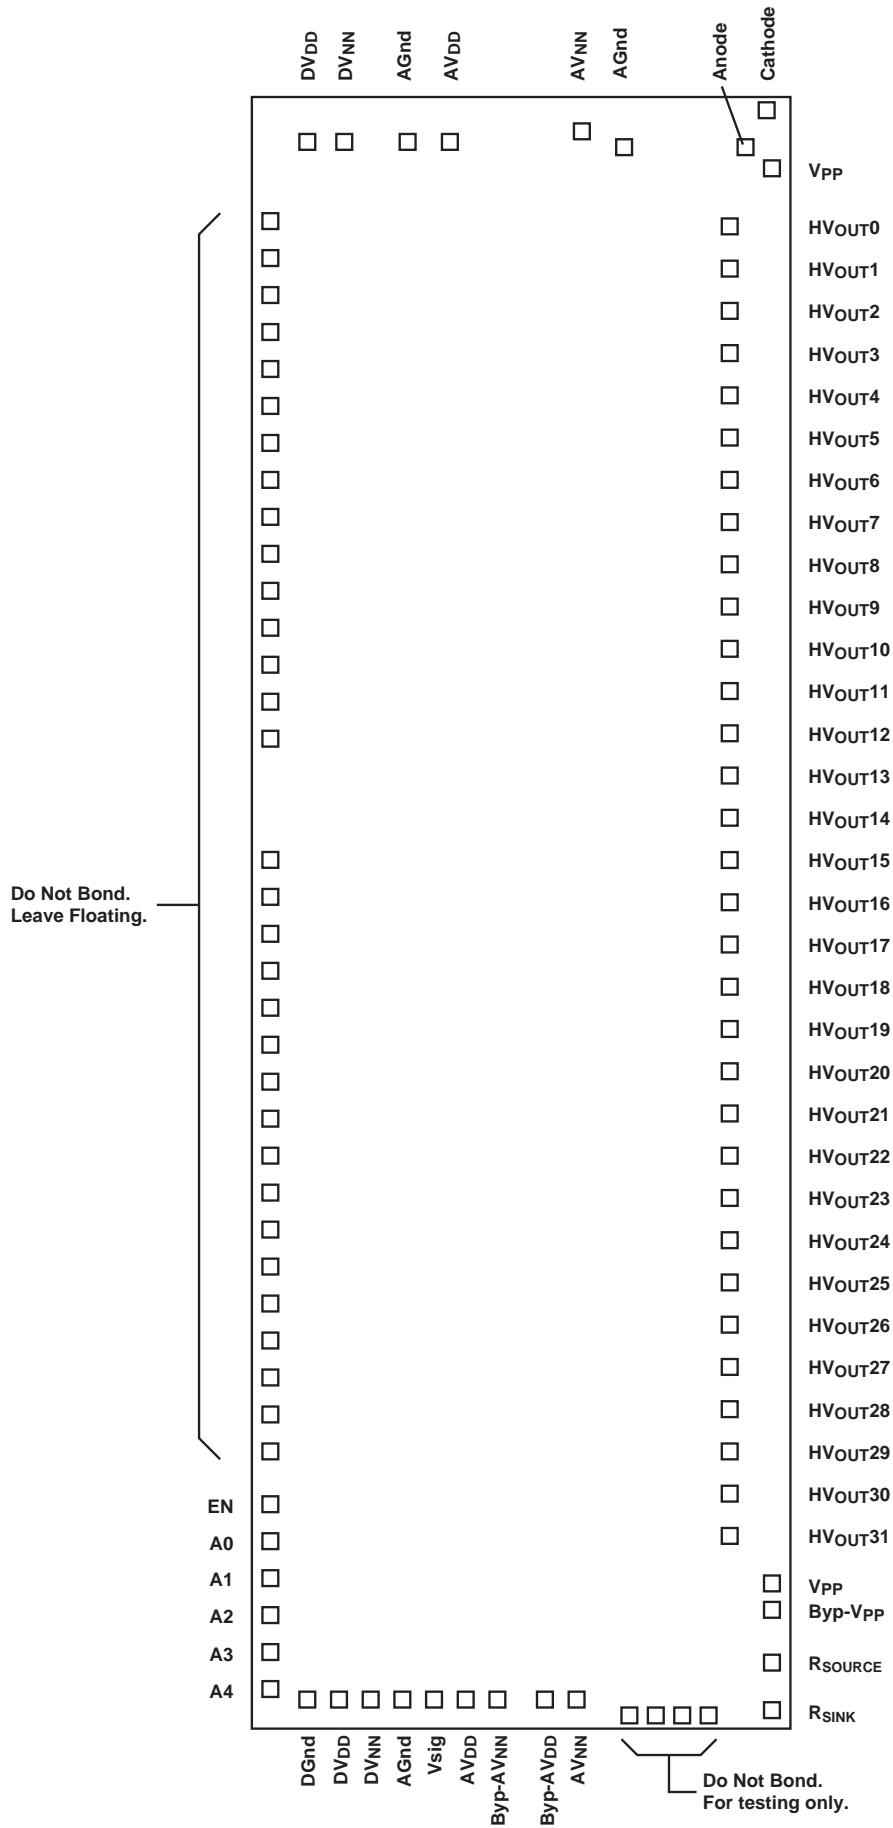 DVDD
DVNN
AGnd
AVDD
AVNN
AGnd
Anode
Cathode
VPP
HVOUT0
HVOUT1
HVOUT2
HVOUT3
HVOUT4
HVOUT5
HVOUT6
HVOUT7
HVOUT8
HVOUT9
HVOUT10
HVOUT11
HVOUT12
HVOUT13
HVOUT14
HVOUT15
HVOUT16
HVOUT17
HVOUT18
HVOUT19
HVOUT20
HVOUT21
HVOUT22
HVOUT23
HVOUT24
HVOUT25
HVOUT26
HVOUT27
HVOUT28
HVOUT29
HVOUT30
HVOUT31
VPP
Byp-VPP
RSOURCE
RSINK
Do Not Bond.
Leave Floating.
EN
A0
A1
A2
A3
A4
DGnd
DVDD
DVNN
AGnd
Vsig
AVDD
Byp-AVNN
Byp-AVDD
AVNN
Do Not Bond.
For testing only.